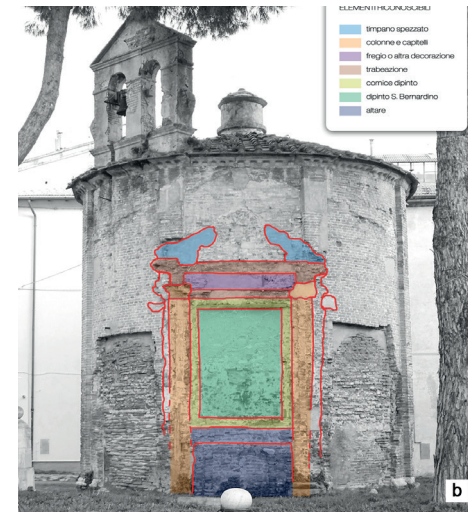 ELEMENTI RICONOSCIBILI
timpano spezzato
colonne e capitelli
fregio o altra decorazione
trabeazione
cornice dipinto
dipinto S. Bernardino
altare
b